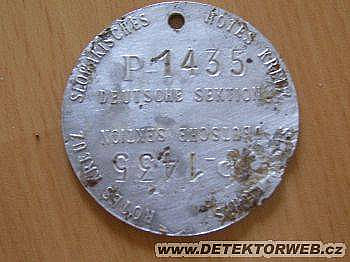 SLOWAKISCHES ROTES KREUZ
P-1435
DEUTSCHE SEKTION
DEUTSCHE SEKTION
P-1435
ROTES KREUZ
www.DETEKTORWEB.cz